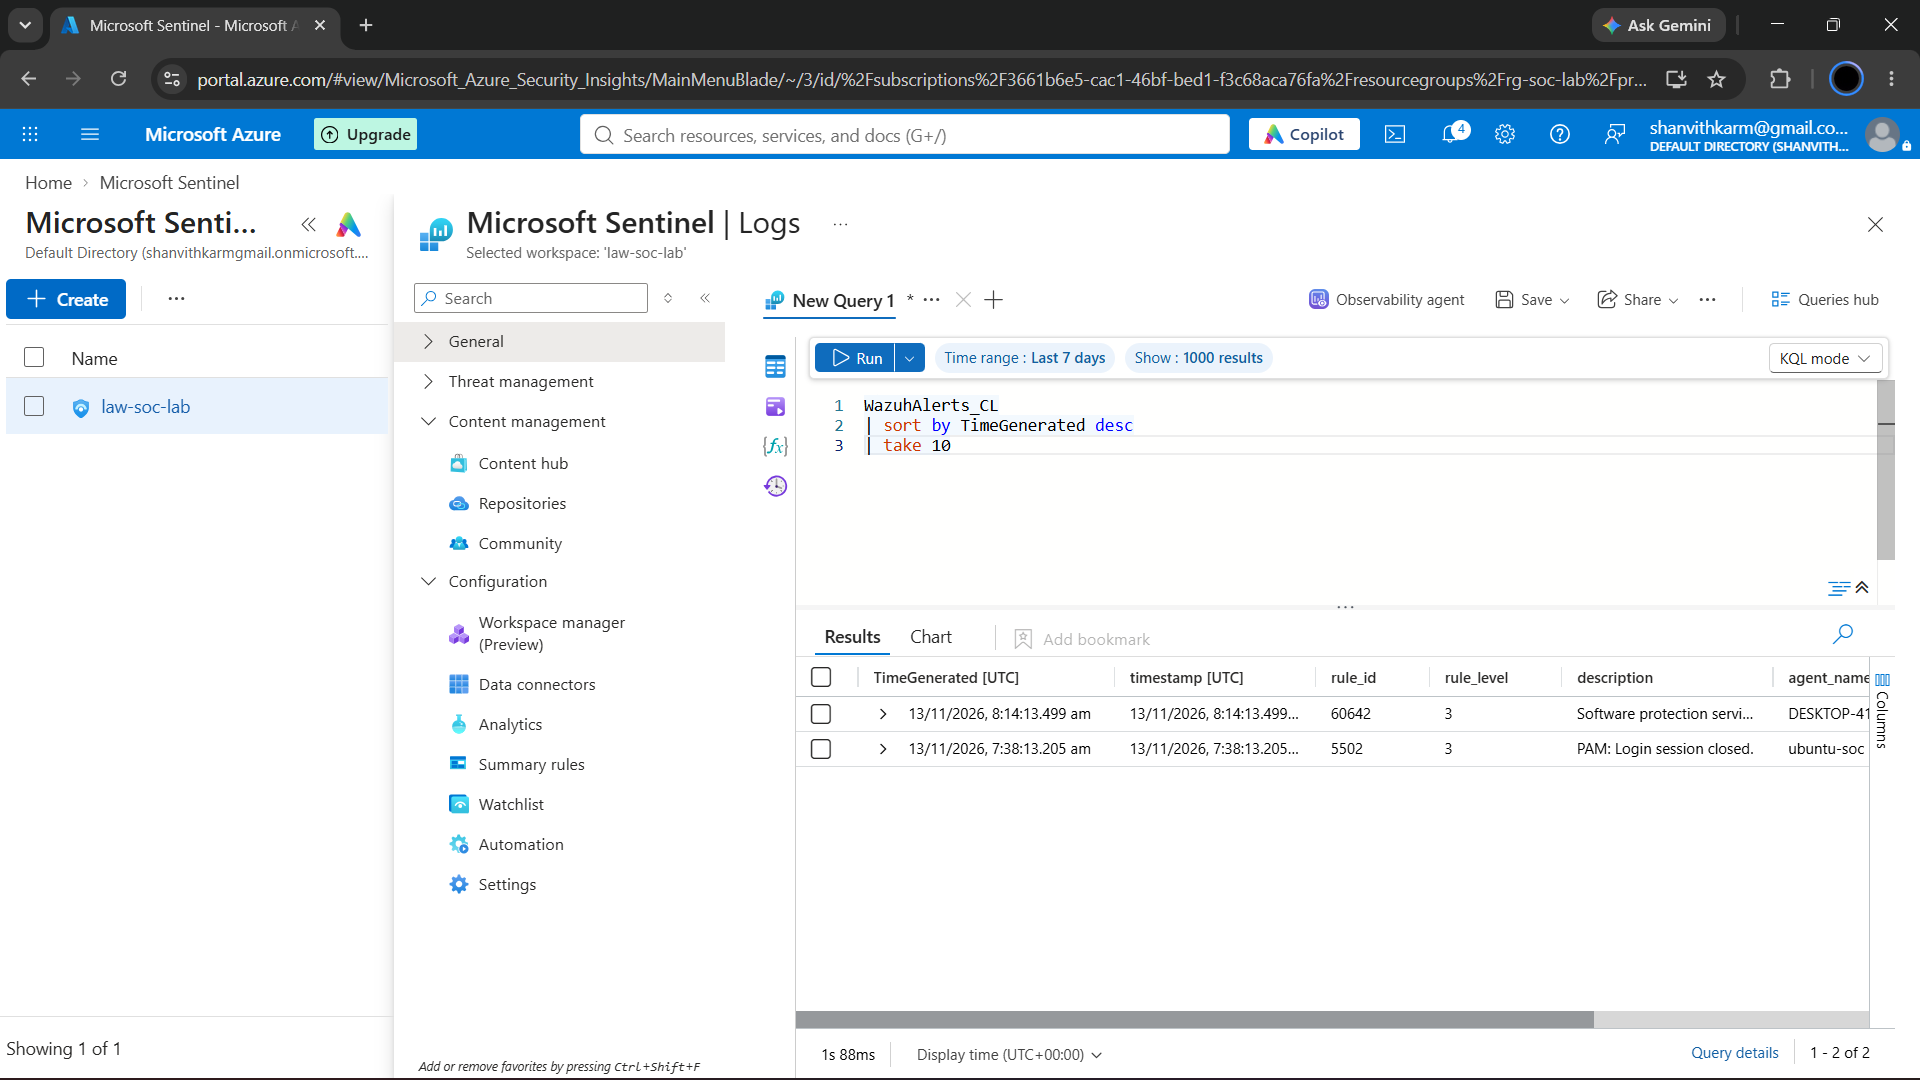 Microsoft Sentinel - Microsoft A
Ask Gemini
portal.azure.com/#view/Microsoft_Azure_Security_Insights/MainMenuBlade/~/3/id/%2Fsubscriptions%2F3661b6e5-cac1-46bf-bed1-f3c68aca76fa%2Fresourcegroups%2Frg-soc-lab%2Fpr...
Microsoft Azure
Upgrade
Search resources, services, and docs (G+/)
Copilot
4
shanvithkarm@gmail.co...
DEFAULT DIRECTORY (SHANVITH...
Home > Microsoft Sentinel
Microsoft Senti...
Default Directory (shanvithkarmgmail.onmicrosoft....
Create
Name
law-soc-lab
Showing 1 of 1
Microsoft Sentinel | Logs
Selected workspace: 'law-soc-lab'
Search
General
Threat management
Content management
Content hub
Repositories
Community
Configuration
Workspace manager
(Preview)
Data connectors
Analytics
Summary rules
Watchlist
Automation
Settings
Add or remove favorites by pressing Ctrl+Shift+F
New Query 1 *
Observability agent
Save
Share
Queries hub
Run
Time range : Last 7 days
Show : 1000 results
KQL mode
{fx}
1 WazuhAlerts_CL
2 | sort by TimeGenerated desc
3 | take 10
Results
Chart
Add bookmark
TimeGenerated [UTC] timestamp [UTC] rule_id rule_level description agent_name
13/11/2026, 8:14:13.499 am 13/11/2026, 8:14:13.499... 60642 3 Software protection servi... DESKTOP-41
13/11/2026, 7:38:13.205 am 13/11/2026, 7:38:13.205... 5502 3 PAM: Login session closed. ubuntu-soc
Columns
1s 88ms
Display time (UTC+00:00)
Query details
1 - 2 of 2